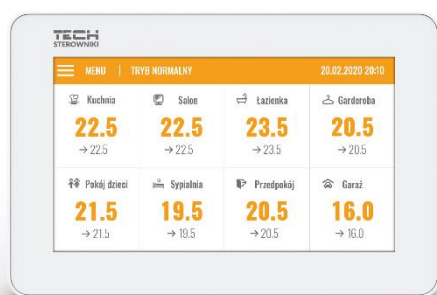 TECH
STEROWNIKI
MENU | TRYB NORMALNY 20.02.2020 20:10
Kuchnia Salon Łazienka Garderoba
22.5 22.5 23.5 20.5
→ 22.5 → 22.5 → 23.5 → 20.5
Pokój dzieci Sypialnia Przedpokój Garaż
21.5 19.5 20.5 16.0
→ 21.5 → 19.5 → 20.5 → 16.0